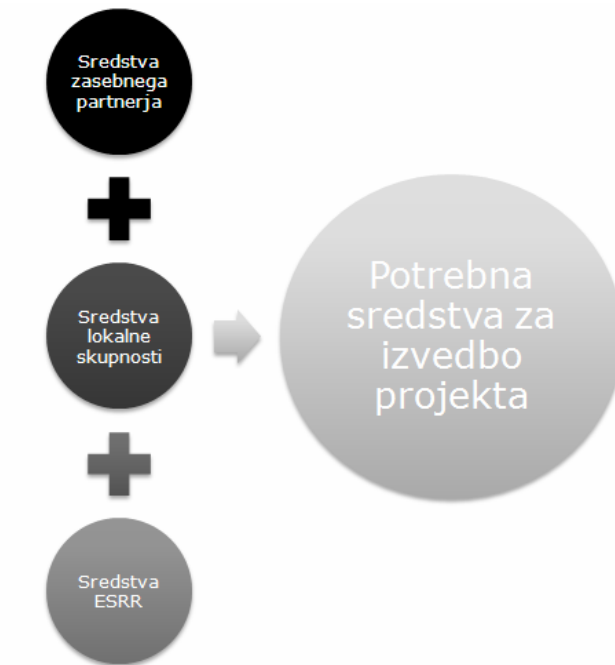 Sredstva
zasebnega
partnerja
Sredstva
lokalne
skupnosti
Sredstva
ESRR
Potrebna
sredstva za
izvedbo
projekta